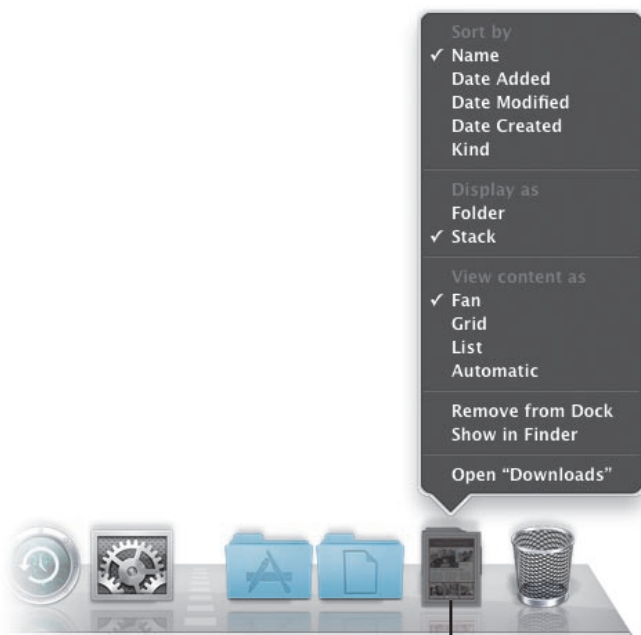 Sort by
✓ Name
Date Added
Date Modified
Date Created
Kind
Display as
Folder
✓ Stack
View content as
✓ Fan
Grid
List
Automatic
Remove from Dock
Show in Finder
Open “Downloads”